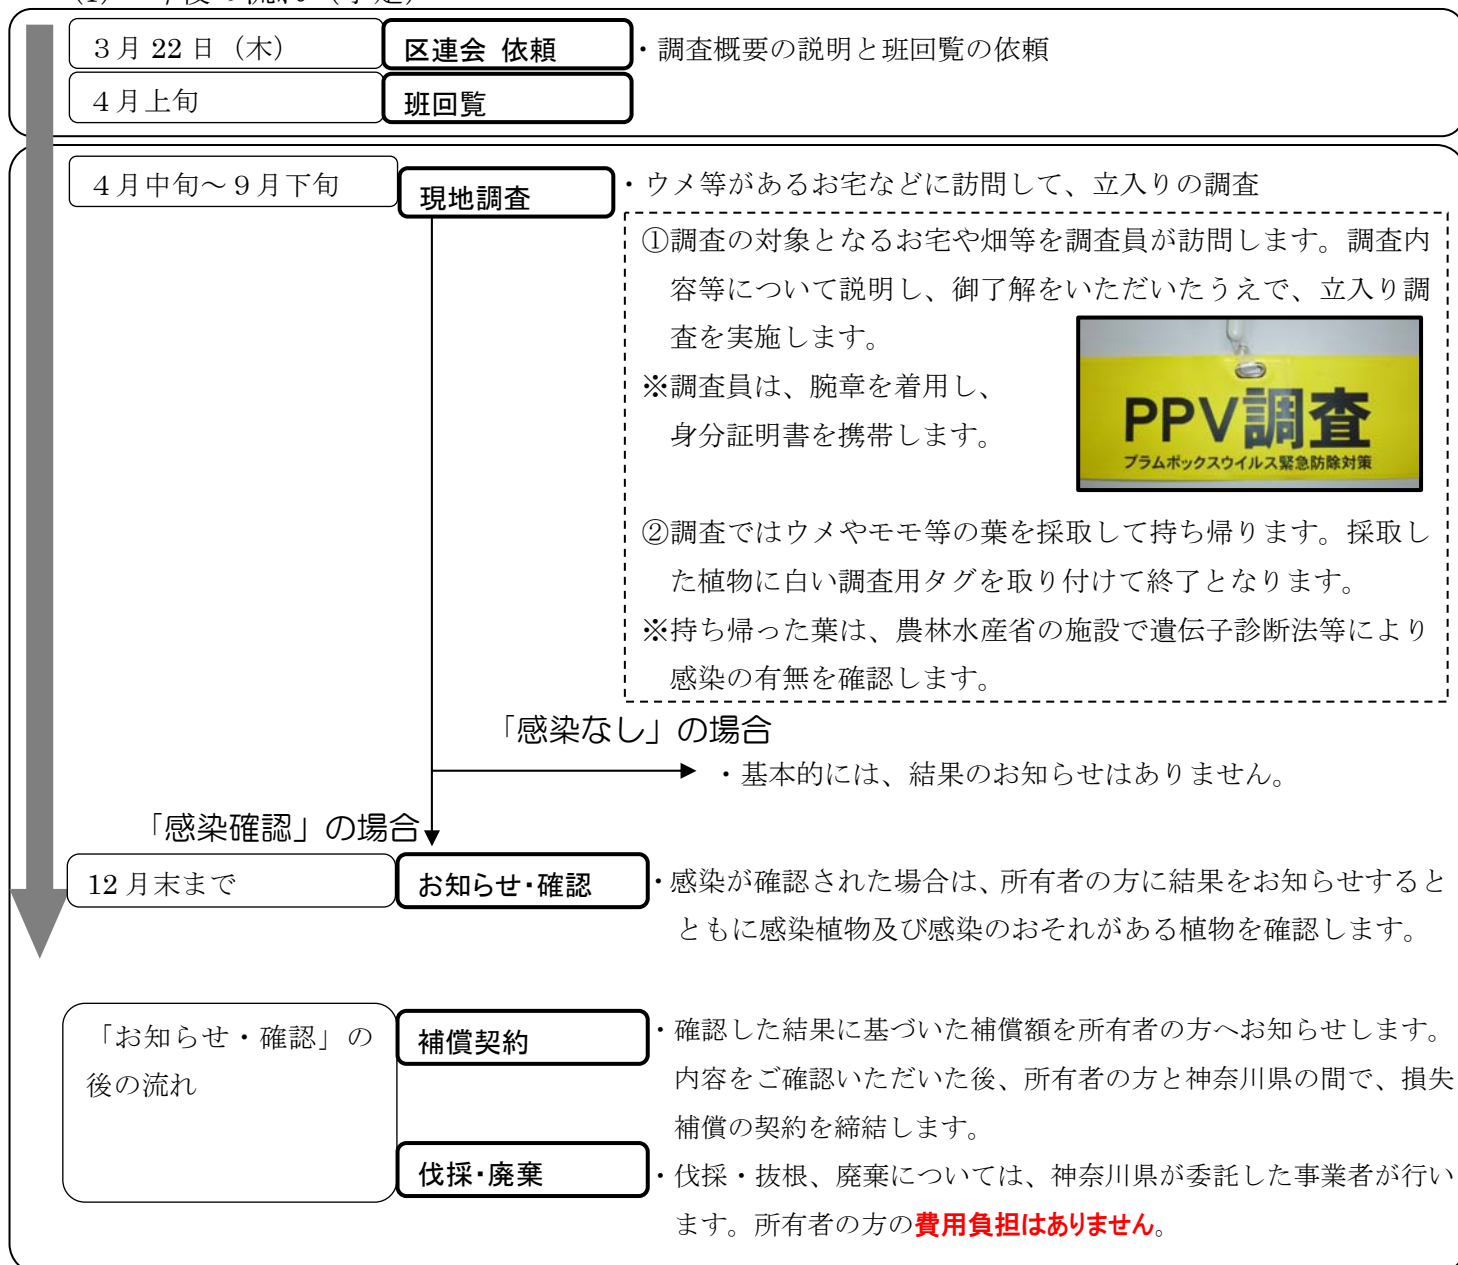 ３月 22 日（木）
区連会 依頼
・調査概要の説明と班回覧の依頼
４月上旬
班回覧
４月中旬～９月下旬
現地調査
・ウメ等があるお宅などに訪問して、立入りの調査
①調査の対象となるお宅や畑等を調査員が訪問します。調査内
容等について説明し、御了解をいただいたうえで、立入り調
査を実施します。
※調査員は、腕章を着用し、
身分証明書を携帯します。
PPV調査
プラムポックスウイルス緊急防除対策
②調査ではウメやモモ等の葉を採取して持ち帰ります。採取し
た植物に白い調査用タグを取り付けて終了となります。
※持ち帰った葉は、農林水産省の施設で遺伝子診断法等により
感染の有無を確認します。
「感染なし」の場合
・基本的には、結果のお知らせはありません。
「感染確認」の場合
12 月末まで
お知らせ・確認
・感染が確認された場合は、所有者の方に結果をお知らせすると
ともに感染植物及び感染のおそれがある植物を確認します。
「お知らせ・確認」の
後の流れ
補償契約
・確認した結果に基づいた補償額を所有者の方へお知らせします。
内容をご確認いただいた後、所有者の方と神奈川県の間で、損失
補償の契約を締結します。
伐採・廃棄
・伐採・抜根、廃棄については、神奈川県が委託した事業者が行い
ます。所有者の方の費用負担はありません。